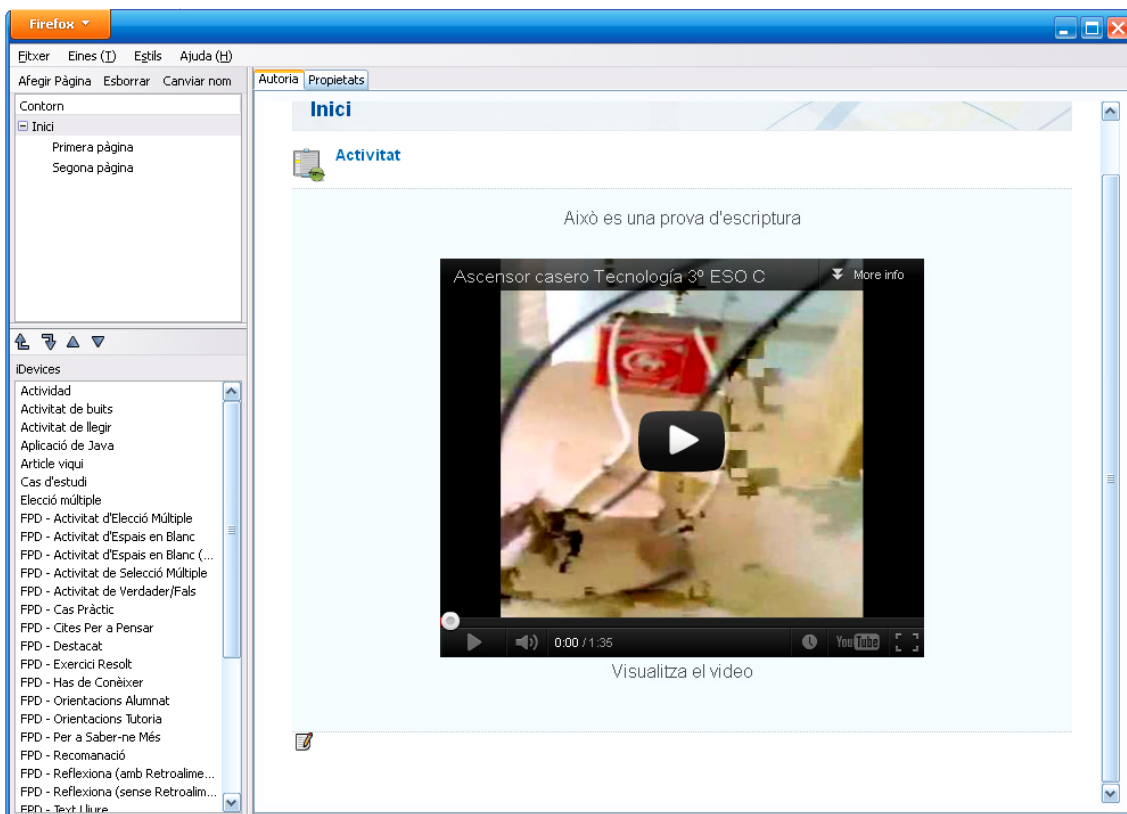 Firefox
Fitxer Eines (T) Estils Ajuda (H)
Afegir Pàgina Esborrar Canviar nom
Autoria Propietats
Contorn
Inici
Primera pàgina
Segona pàgina
iDevices
Actividad
Activitat de buits
Activitat de llegir
Aplicació de Java
Article viqui
Cas d'estudi
Elecció múltiple
FPD - Activitat d'Elecció Múltiple
FPD - Activitat d'Espais en Blanc
FPD - Activitat d'Espais en Blanc (...
FPD - Activitat de Selecció Múltiple
FPD - Activitat de Verdader/Fals
FPD - Cas Pràctic
FPD - Cites Per a Pensar
FPD - Destacat
FPD - Exercici Resolt
FPD - Has de Conèixer
FPD - Orientacions Alumnat
FPD - Orientacions Tutoria
FPD - Per a Saber-ne Més
FPD - Recomanació
FPD - Reflexiona (amb Retroalime...
FPD - Reflexiona (sense Retroalim...
FPD - Text Lliure
Inici
Activitat
Això es una prova d'escriptura
Ascensor casero Tecnología 3º ESO C
More info
0:00 / 1:35
YouTube
Visualitza el video